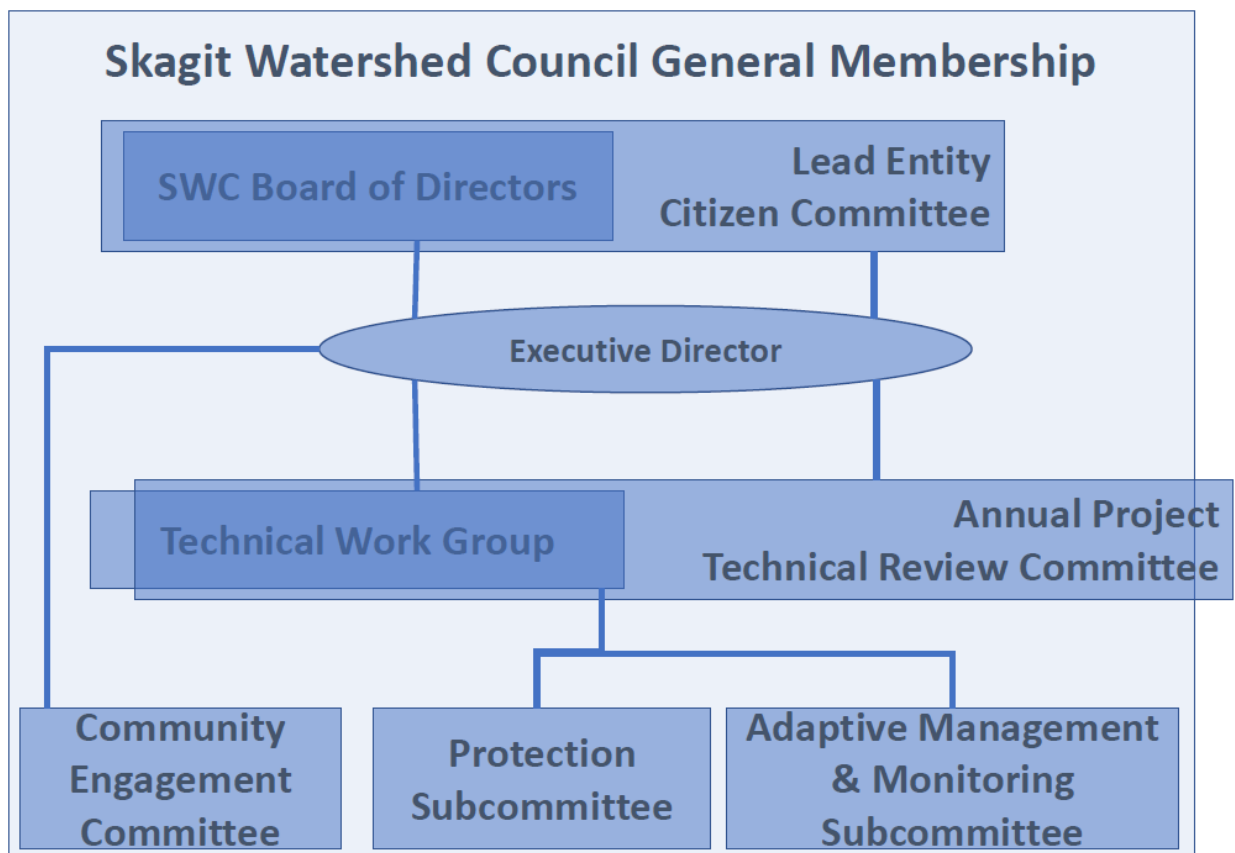 Skagit Watershed Council General Membership
SWC Board of Directors
Lead Entity
Citizen Committee
Executive Director
Technical Work Group
Annual Project
Technical Review Committee
Community
Engagement
Committee
Protection
Subcommittee
Adaptive Management
& Monitoring
Subcommittee